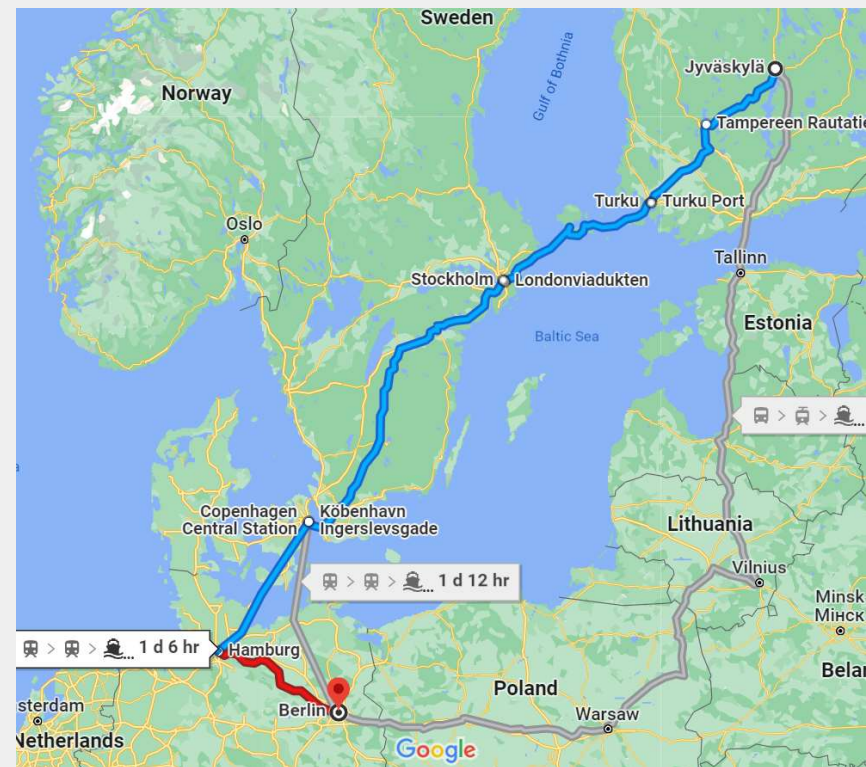 Sweden
Jyväskylä
Norway
Gulf of Bothnia
Tampereen Rautatie
Turku
Turku Port
Oslo
Tallinn
Stockholm
Londonviadukten
Estonia
Baltic Sea
...
Copenhagen
Central Station
Köbenhavn
Ingerslevsgade
Lithuania
Vilnius
> > ... 1 d 12 hr
Minsk
Мінск
> > ... 1 d 6 hr
Hamburg
Belar
Poland
sterdam
Berlin
Warsaw
Netherlands
Google